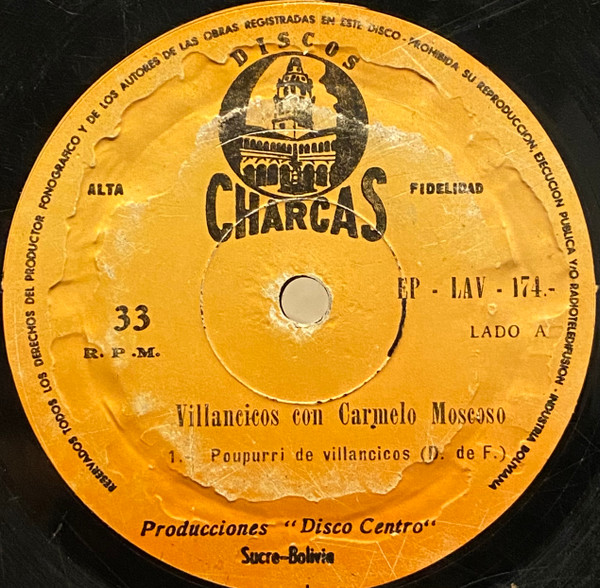 RESERVADOS TODOS LOS DERECHOS DEL PRODUCTOR FONOGRAFICO Y DE LOS AUTORES DE LAS OBRAS REGISTRADAS EN ESTE DISCO - PROHIBIDA SU REPRODUCCION, EJECUCION PUBLICA Y/O RADIOTELEDIFUSION - INDUSTRIA BOLIVIANA
DISCOS
CHARCAS
ALTA FIDELIDAD
EP - LAV - 174.-
33
R. P. M.
LADO A
Villancicos con Carmelo Moscoso
1.- Poupurri de villancicos (D. de F.)
Producciones "Disco Centro"
Sucre-Bolivia